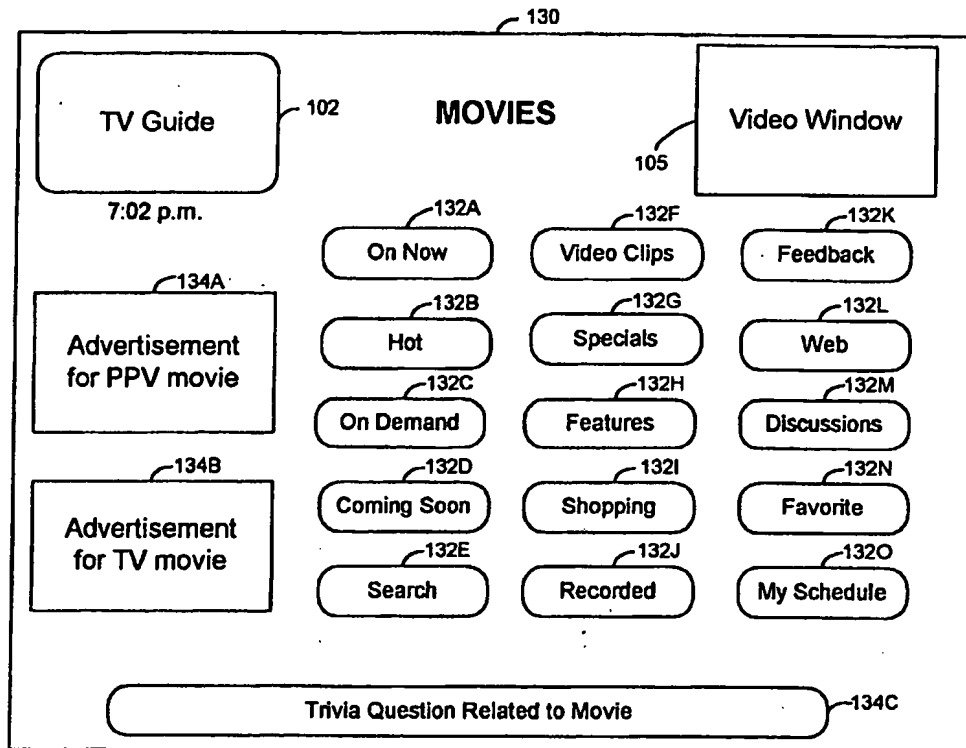 130
TV Guide
102
MOVIES
Video Window
105
7:02 p.m.
132A
On Now
132F
Video Clips
132K
Feedback
134A
Advertisement
for PPV movie
132B
Hot
132G
Specials
132L
Web
132C
On Demand
132H
Features
132M
Discussions
134B
Advertisement
for TV movie
132D
Coming Soon
132I
Shopping
132N
Favorite
132E
Search
132J
Recorded
132O
My Schedule
Trivia Question Related to Movie
134C